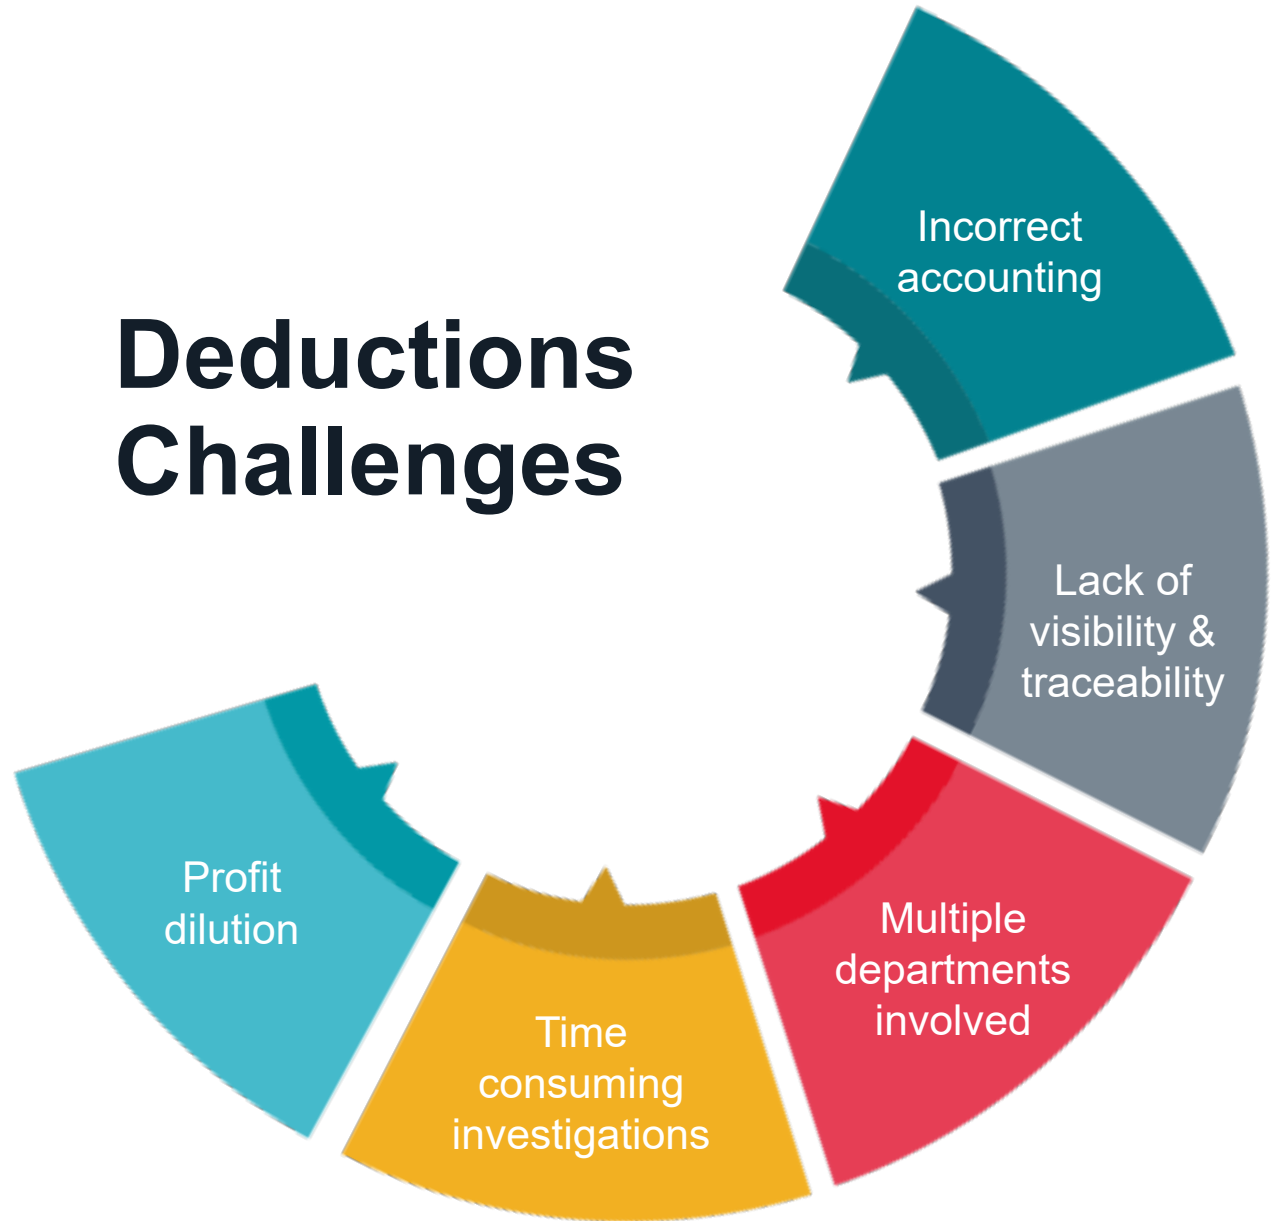 Deductions
Challenges
Incorrect
accounting
Lack of
visibility &
traceability
Multiple
departments
involved
Time
consuming
investigations
Profit
dilution